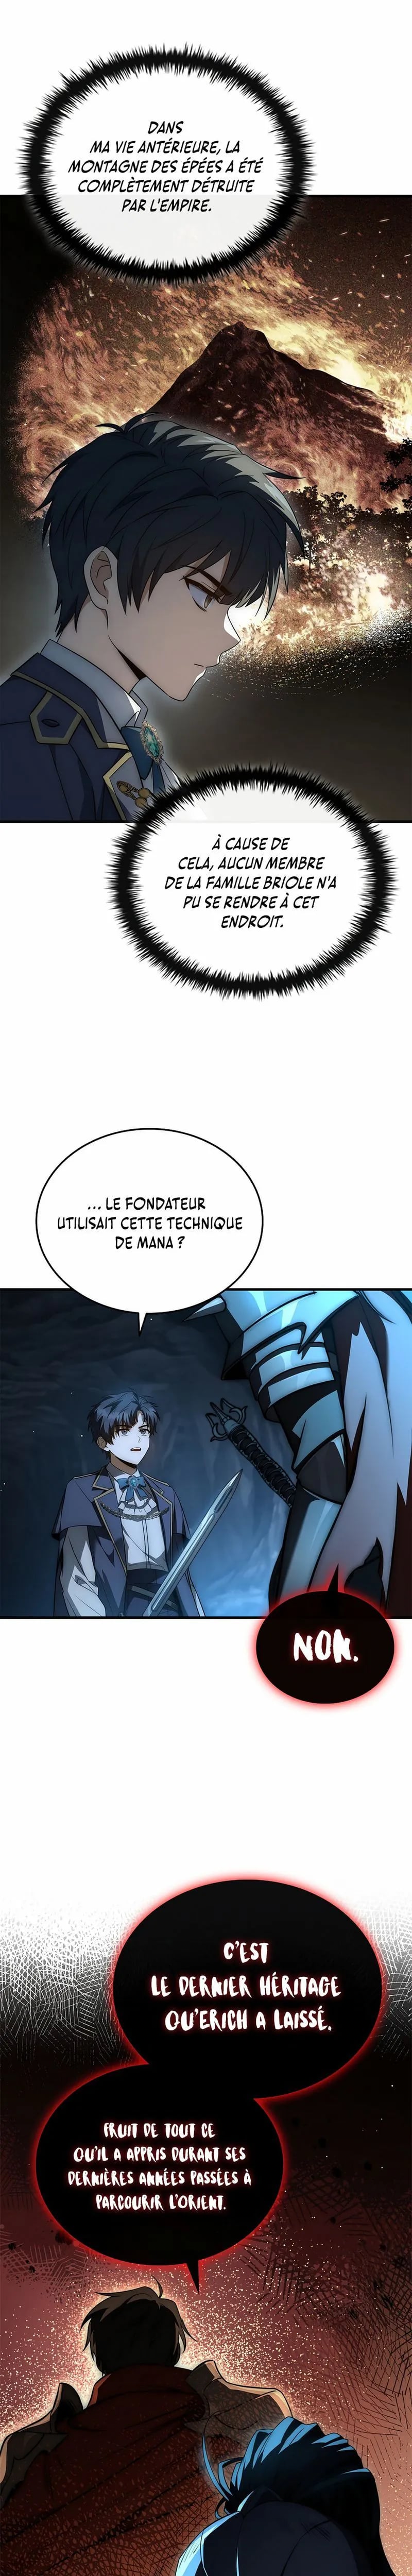 DANS
MA VIE ANTÉRIEURE, LA
MONTAGNE DES ÉPÉES A ÉTÉ
COMPLÈTEMENT DÉTRUITE
PAR L'EMPIRE.
À CAUSE DE
CELA, AUCUN MEMBRE
DE LA FAMILLE BRIOLE N'A
PU SE RENDRE À CET
ENDROIT.
... LE FONDATEUR
UTILISAIT CETTE TECHNIQUE
DE MANA ?
NON.
C'EST
LE DERNIER HÉRITAGE
QU'ERICH A LAISSÉ.
FRUIT DE TOUT CE
QU'IL A APPRIS DURANT SES
DERNIÈRES ANNÉES PASSÉES À
PARCOURIR L'ORIENT.